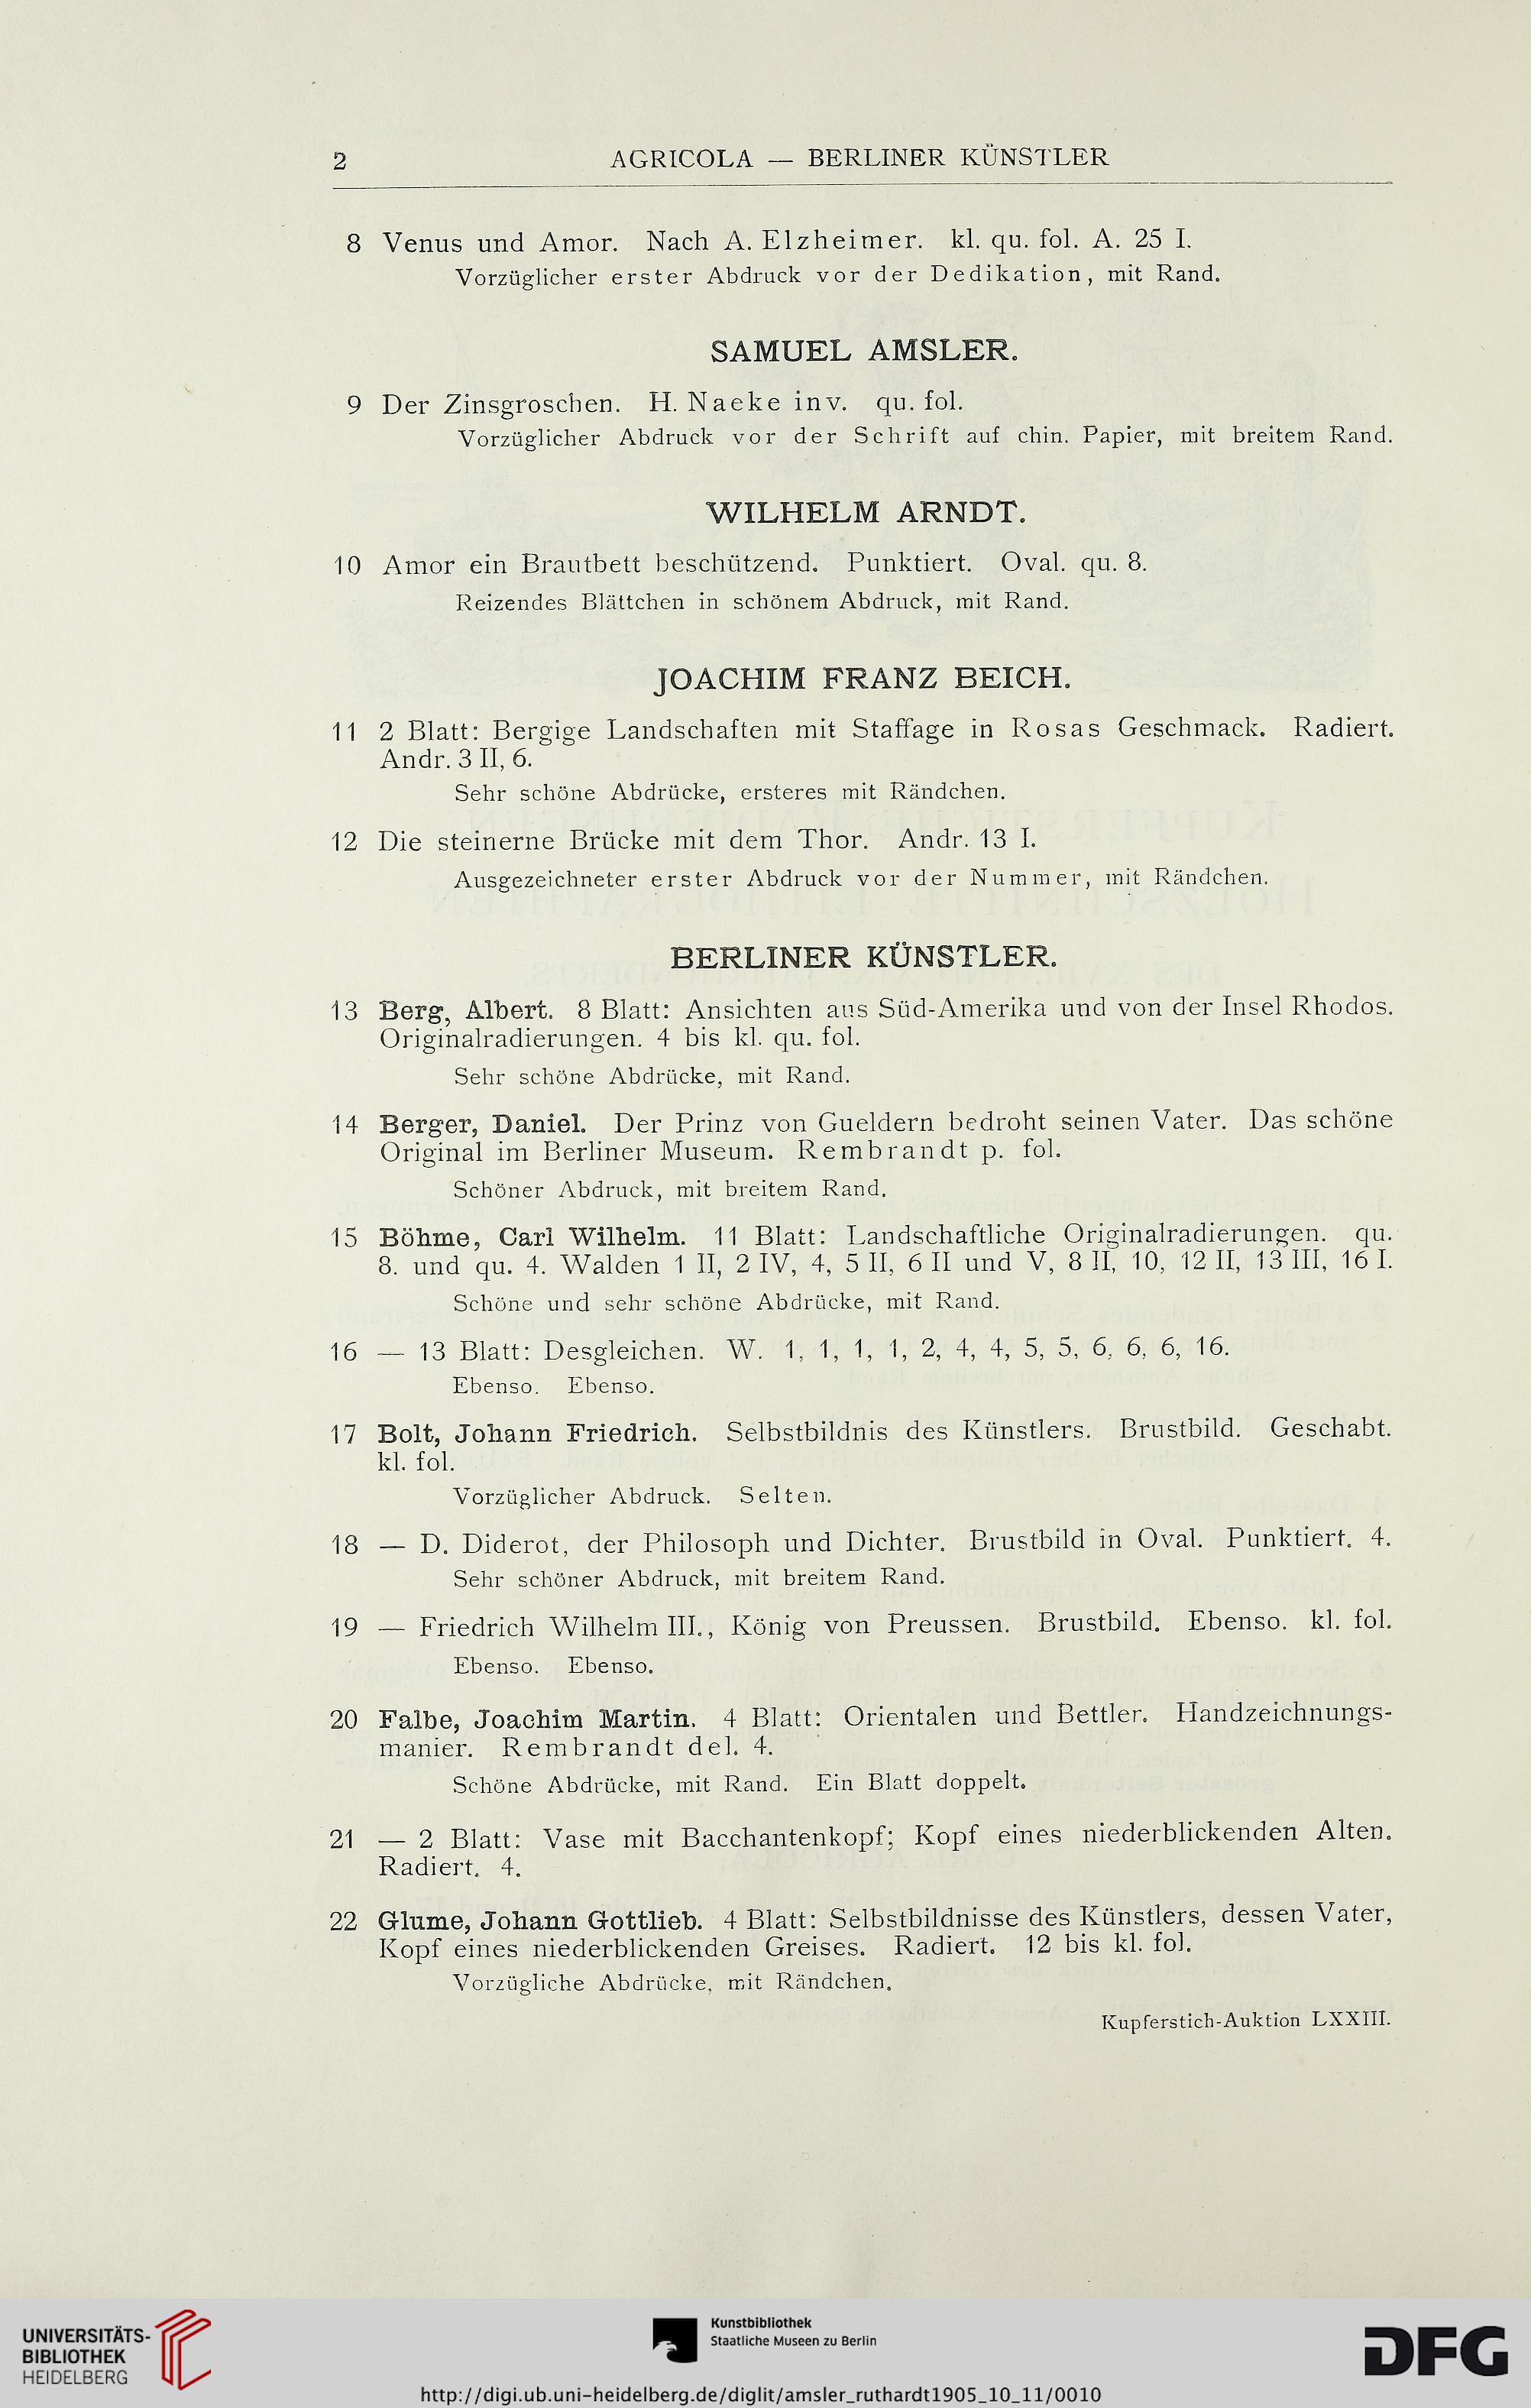 2 AGRICOLA — BERLINER KÜNSTLER
8 Venus und Amor. Nach A. Elzheimer. kl. qu. fol. A. 25 I.
Vorzüglicher erster Abdruck vor der Dedikation, mit Rand.
SAMUEL AMSLER.
9 Der Zinsgroschen. H. Naeke inv. qu. fol.
Vorzüglicher Abdruck vor der Schrift auf chin. Papier, mit breitem Rand.
WILHELM ARNDT.
10 Amor ein Brautbett beschützend. Punktiert. Oval. qu. 8.
Reizendes Blättchen in schönem Abdruck, mit Rand.
JOACHIM FRANZ BEICH.
11 2 Blatt: Bergige Landschaften mit Staffage in Rosas Geschmack. Radiert.
Andr. 3 II, 6.
Sehr schöne Abdrücke, ersteres mit Rändchen.
12 Die steinerne Brücke mit dem Thor. Andr. 13 I.
Ausgezeichneter erster Abdruck vor der Nummer, mit Rändchen.
BERLINER KÜNSTLER.
13 Berg, Albert. 8 Blatt: Ansichten aus Süd-Amerika und von der Insel Rhodos.
Originalradierungen. 4 bis kl. qu. fol.
Sehr schöne Abdrücke, mit Rand.
14 Berger, Daniel. Der Prinz von Gueldern bedroht seinen Vater. Das schöne
Original im Berliner Museum. Rembrandt p. fol.
Schöner Abdruck, mit breitem Rand.
15 Böhme, Carl Wilhelm. 11 Blatt: Landschaftliche Originalradierungen. qu.
8. und qu. 4. Walden 1 II, 2 IV, 4, 5 II, 6 II und V, 8 II, 10, 12 II, 13 III, 16 I.
Schöne und sehr schöne Abdrücke, mit Rand.
16 — 13 Blatt: Desgleichen. W. 1, 1, 1, 1, 2, 4, 4, 5, 5, 6, 6, 6, 16.
Ebenso. Ebenso.
17 Bolt, Johann Friedrich. Selbstbildnis des Künstlers. Brustbild. Geschabt.
kl. fol.
Vorzüglicher Abdruck. Selten.
18 — D. Diderot, der Philosoph und Dichter. Brustbild in Oval. Punktiert. 4.
Sehr schöner Abdruck, mit breitem Rand.
19 — Friedrich Wilhelm III., König von Preussen. Brustbild. Ebenso. kl. fol.
Ebenso. Ebenso.
20 Falbe, Joachim Martin. 4 Blatt: Orientalen und Bettler. Handzeichnungs-
manier. Rembrandt del. 4.
Schöne Abdrücke, mit Rand. Ein Blatt doppelt.
21 — 2 Blatt: Vase mit Bacchantenkopf; Kopf eines niederblickenden Alten.
Radiert. 4.
22 Glume, Johann Gottlieb. 4 Blatt: Selbstbildnisse des Künstlers, dessen Vater,
Kopf eines niederblickenden Greises. Radiert. 12 bis kl. fol.
Vorzügliche Abdrücke, mit Rändchen.
Kupferstich-Auktion LXXIII.
UNIVERSITÄTS-
BIBLIOTHEK
HEIDELBERG
Kunstbibliothek
Staatliche Museen zu Berlin
DFG
http://digi.ub.uni-heidelberg.de/diglit/amsler_ruthardt1905_10_11/0010